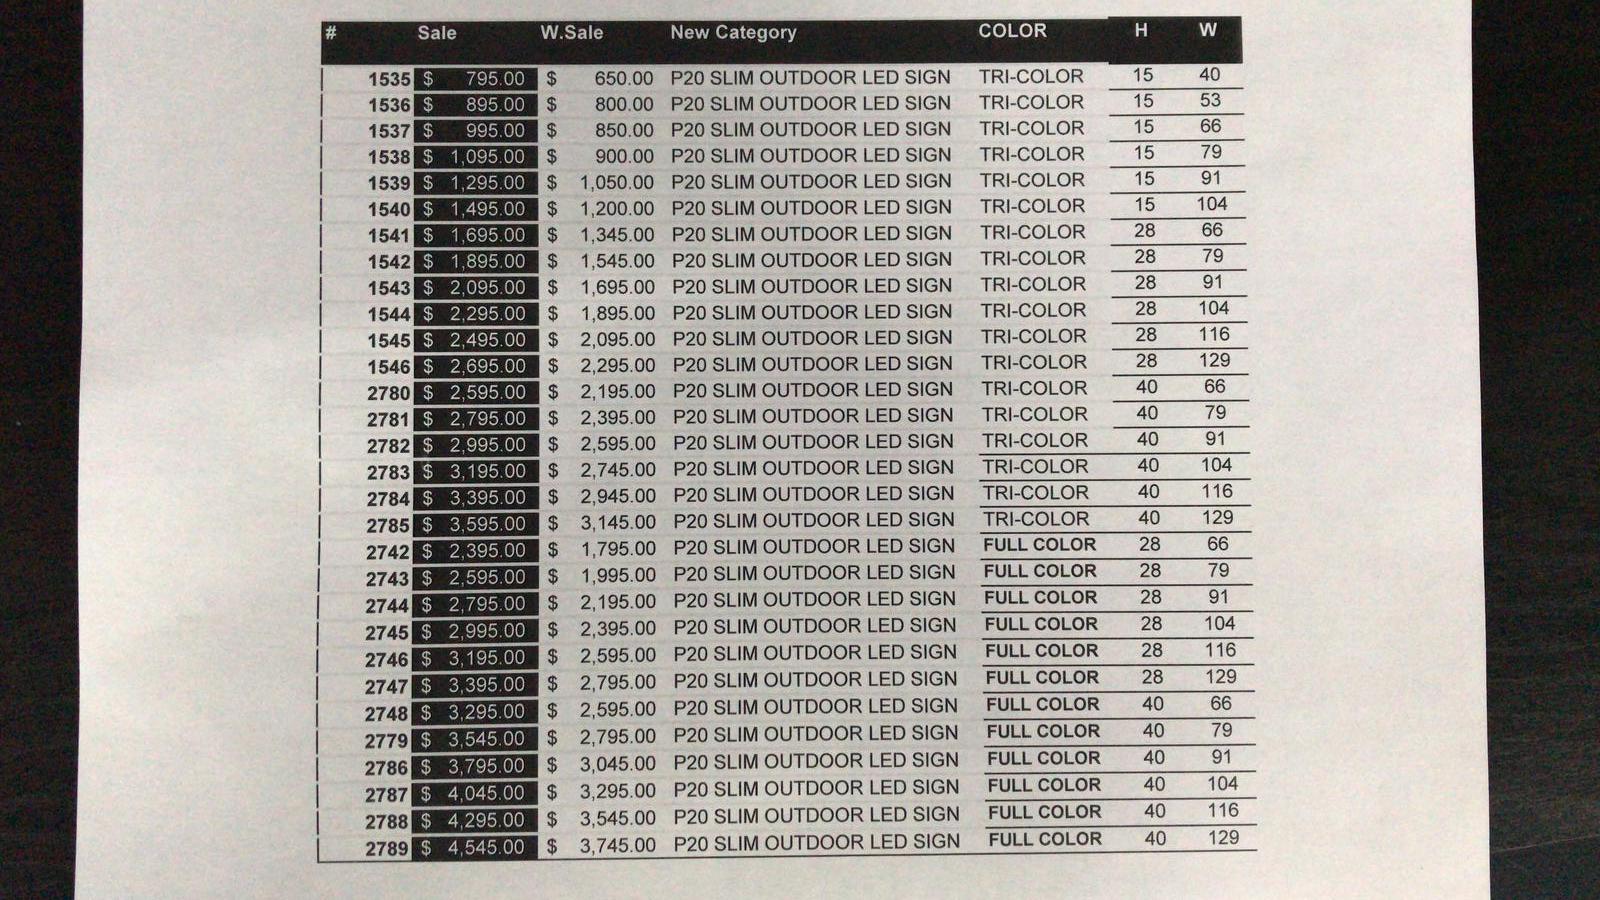 # Sale W.Sale New Category COLOR H W
1535 $ 795.00 $ 650.00 P20 SLIM OUTDOOR LED SIGN TRI-COLOR 15 40
1536 $ 895.00 $ 800.00 P20 SLIM OUTDOOR LED SIGN TRI-COLOR 15 53
1537 $ 995.00 $ 850.00 P20 SLIM OUTDOOR LED SIGN TRI-COLOR 15 66
1538 $ 1,095.00 $ 900.00 P20 SLIM OUTDOOR LED SIGN TRI-COLOR 15 79
1539 $ 1,295.00 $ 1,050.00 P20 SLIM OUTDOOR LED SIGN TRI-COLOR 15 91
1540 $ 1,495.00 $ 1,200.00 P20 SLIM OUTDOOR LED SIGN TRI-COLOR 15 104
1541 $ 1,695.00 $ 1,345.00 P20 SLIM OUTDOOR LED SIGN TRI-COLOR 28 66
1542 $ 1,895.00 $ 1,545.00 P20 SLIM OUTDOOR LED SIGN TRI-COLOR 28 79
1543 $ 2,095.00 $ 1,695.00 P20 SLIM OUTDOOR LED SIGN TRI-COLOR 28 91
1544 $ 2,295.00 $ 1,895.00 P20 SLIM OUTDOOR LED SIGN TRI-COLOR 28 104
1545 $ 2,495.00 $ 2,095.00 P20 SLIM OUTDOOR LED SIGN TRI-COLOR 28 116
1546 $ 2,695.00 $ 2,295.00 P20 SLIM OUTDOOR LED SIGN TRI-COLOR 28 129
2780 $ 2,595.00 $ 2,195.00 P20 SLIM OUTDOOR LED SIGN TRI-COLOR 40 66
2781 $ 2,795.00 $ 2,395.00 P20 SLIM OUTDOOR LED SIGN TRI-COLOR 40 79
2782 $ 2,995.00 $ 2,595.00 P20 SLIM OUTDOOR LED SIGN TRI-COLOR 40 91
2783 $ 3,195.00 $ 2,745.00 P20 SLIM OUTDOOR LED SIGN TRI-COLOR 40 104
2784 $ 3,395.00 $ 2,945.00 P20 SLIM OUTDOOR LED SIGN TRI-COLOR 40 116
2785 $ 3,595.00 $ 3,145.00 P20 SLIM OUTDOOR LED SIGN TRI-COLOR 40 129
2742 $ 2,395.00 $ 1,795.00 P20 SLIM OUTDOOR LED SIGN FULL COLOR 28 66
2743 $ 2,595.00 $ 1,995.00 P20 SLIM OUTDOOR LED SIGN FULL COLOR 28 79
2744 $ 2,795.00 $ 2,195.00 P20 SLIM OUTDOOR LED SIGN FULL COLOR 28 91
2745 $ 2,995.00 $ 2,395.00 P20 SLIM OUTDOOR LED SIGN FULL COLOR 28 104
2746 $ 3,195.00 $ 2,595.00 P20 SLIM OUTDOOR LED SIGN FULL COLOR 28 116
2747 $ 3,395.00 $ 2,795.00 P20 SLIM OUTDOOR LED SIGN FULL COLOR 28 129
2748 $ 3,295.00 $ 2,595.00 P20 SLIM OUTDOOR LED SIGN FULL COLOR 40 66
2779 $ 3,545.00 $ 2,795.00 P20 SLIM OUTDOOR LED SIGN FULL COLOR 40 79
2786 $ 3,795.00 $ 3,045.00 P20 SLIM OUTDOOR LED SIGN FULL COLOR 40 91
2787 $ 4,045.00 $ 3,295.00 P20 SLIM OUTDOOR LED SIGN FULL COLOR 40 104
2788 $ 4,295.00 $ 3,545.00 P20 SLIM OUTDOOR LED SIGN FULL COLOR 40 116
2789 $ 4,545.00 $ 3,745.00 P20 SLIM OUTDOOR LED SIGN FULL COLOR 40 129